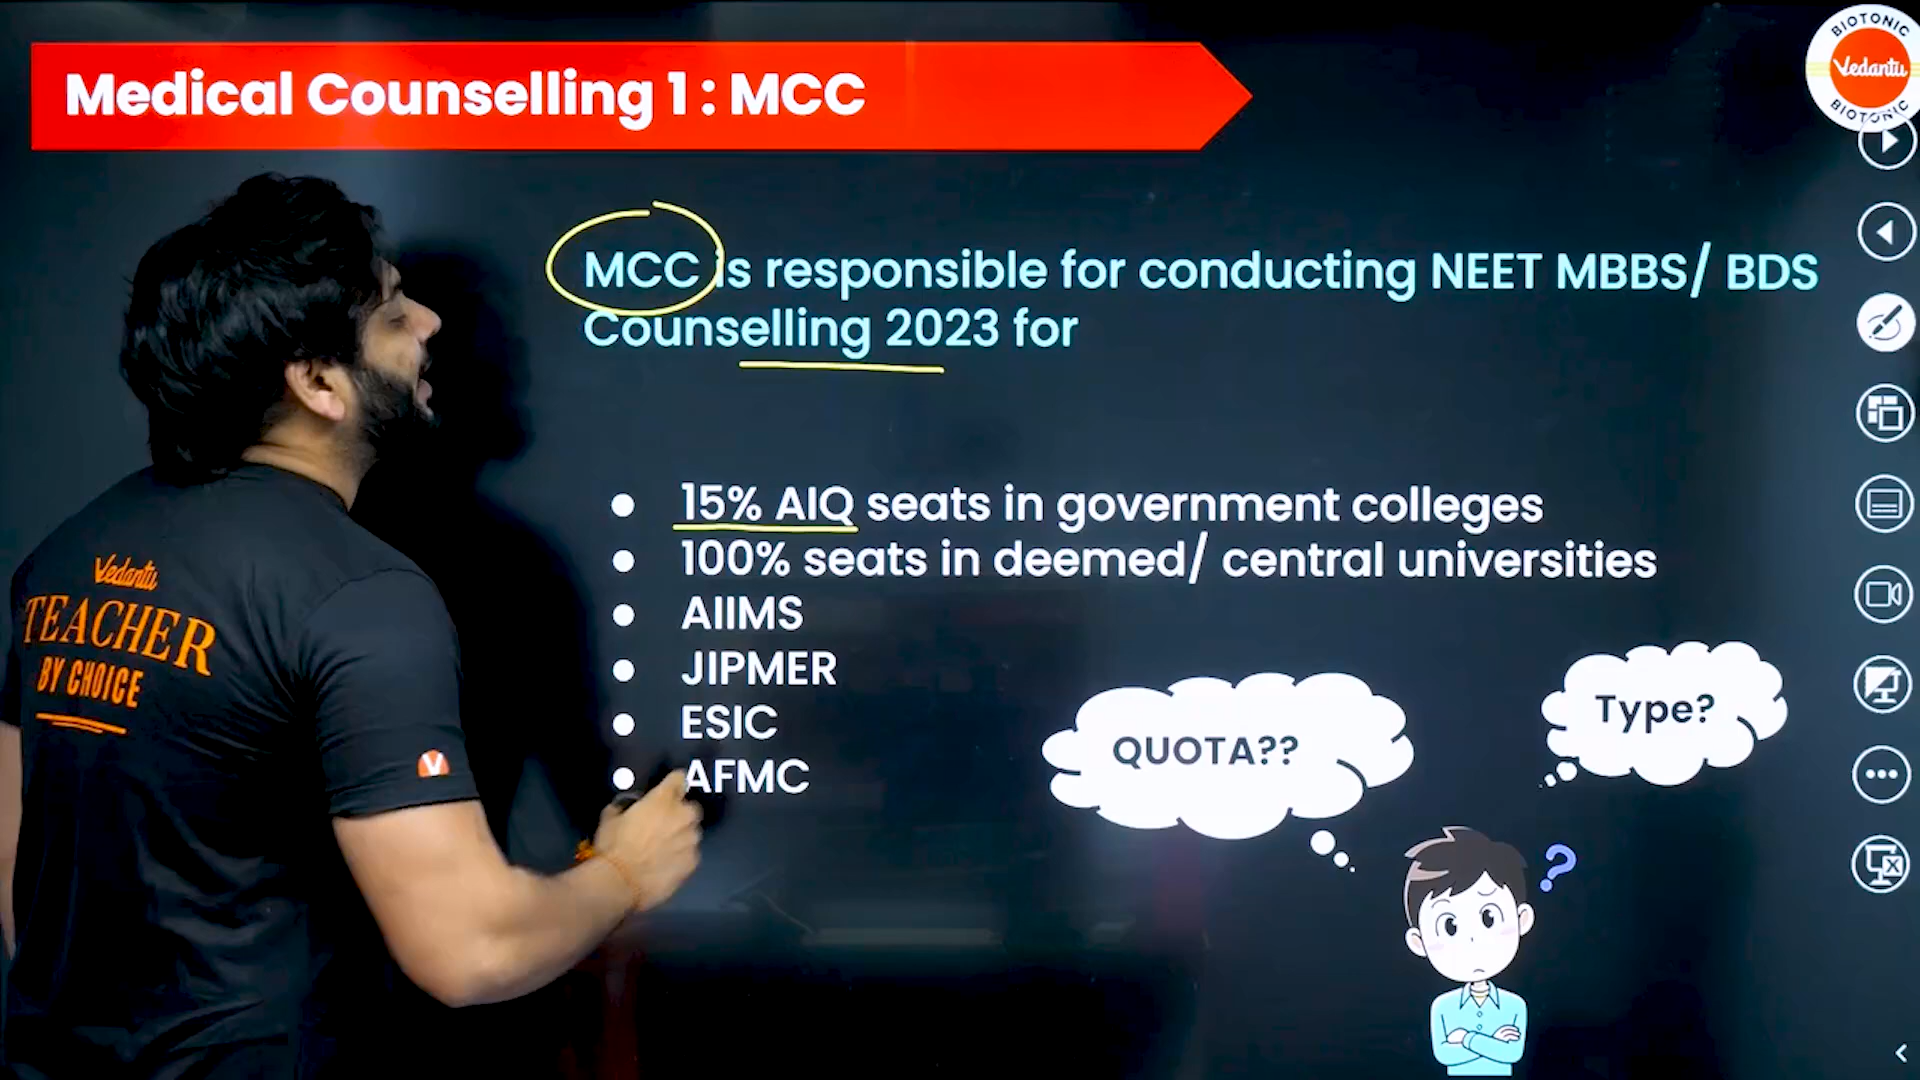 BIOTONIC
Vedantu
BIOTONIC
Medical Counselling 1 : MCC
MCC is responsible for conducting NEET MBBS/ BDS
Counselling 2023 for
● 15% AIQ seats in government colleges
● 100% seats in deemed/ central universities
● AIIMS
● JIPMER
● ESIC
● AFMC
QUOTA??
Type?
?
Vedantu
TEACHER
BY CHOICE
V